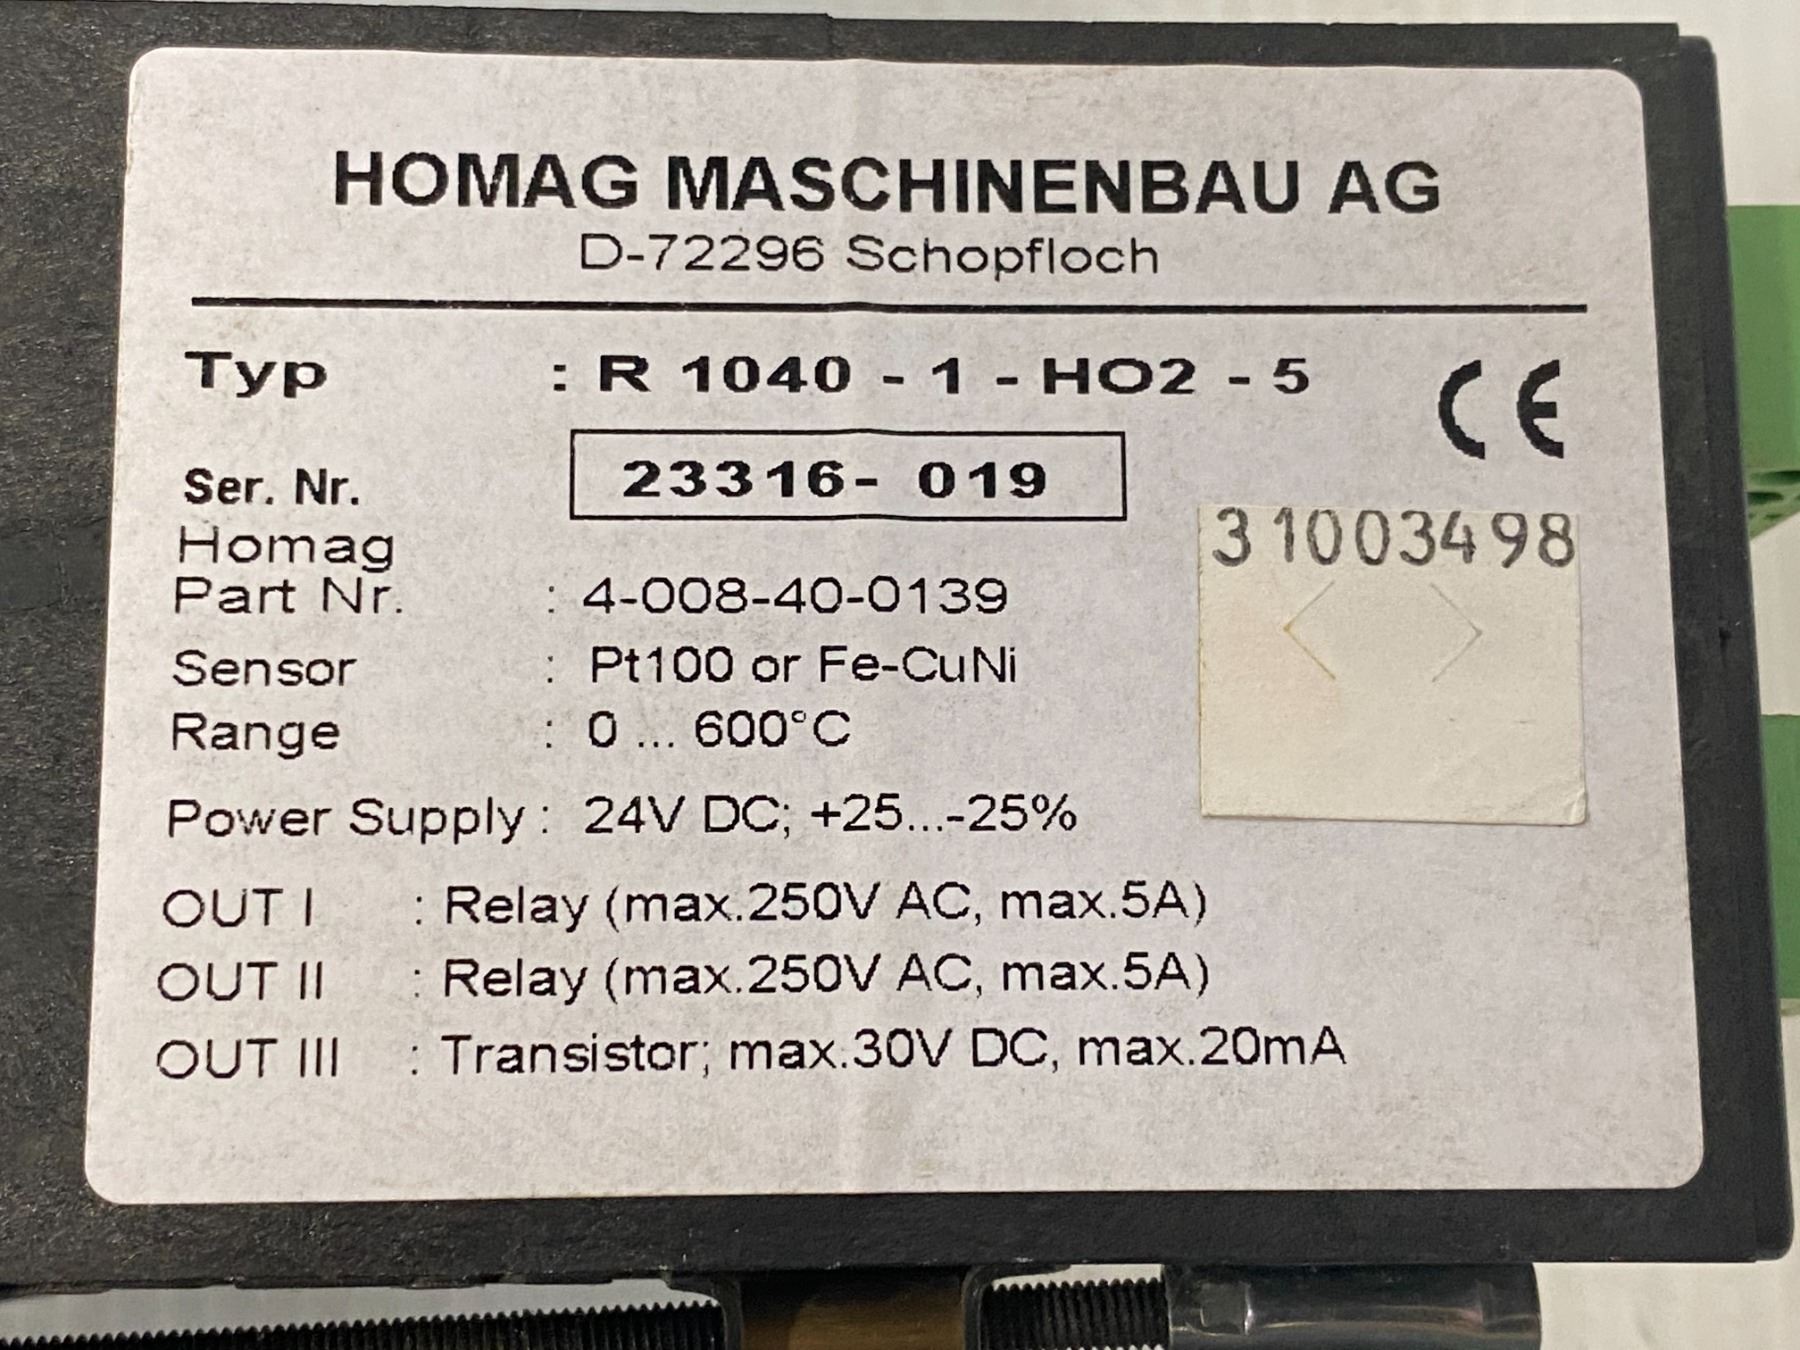 HOMAG MASCHINENBAU AG
D-72296 Schopfloch
Typ : R 1040 - 1 - HO2 - 5 CE
Ser. Nr. 23316- 019
31003498
Homag
Part Nr. : 4-008-40-0139
Sensor : Pt100 or Fe-CuNi
Range : 0 ... 600°C
Power Supply : 24V DC; +25...-25%
OUT I : Relay (max.250V AC, max.5A)
OUT II : Relay (max.250V AC, max.5A)
OUT III : Transistor; max.30V DC, max.20mA